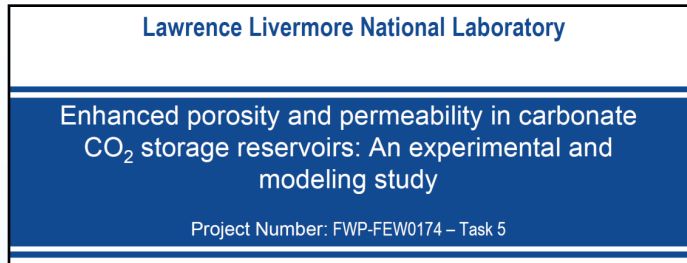 Lawrence Livermore National Laboratory
Enhanced porosity and permeability in carbonate
CO₂ storage reservoirs: An experimental and
modeling study
Project Number: FWP-FEW0174 – Task 5